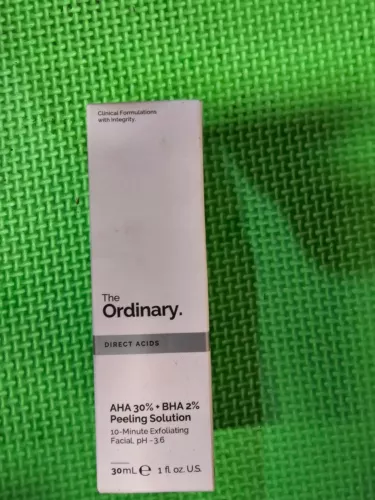 Clinical Formulations
with Integrity.
The
Ordinary.
DIRECT ACIDS
AHA 30% + BHA 2%
Peeling Solution
10-Minute Exfoliating
Facial, pH ~3.6
30mL ℮ 1 fl. oz. U.S.